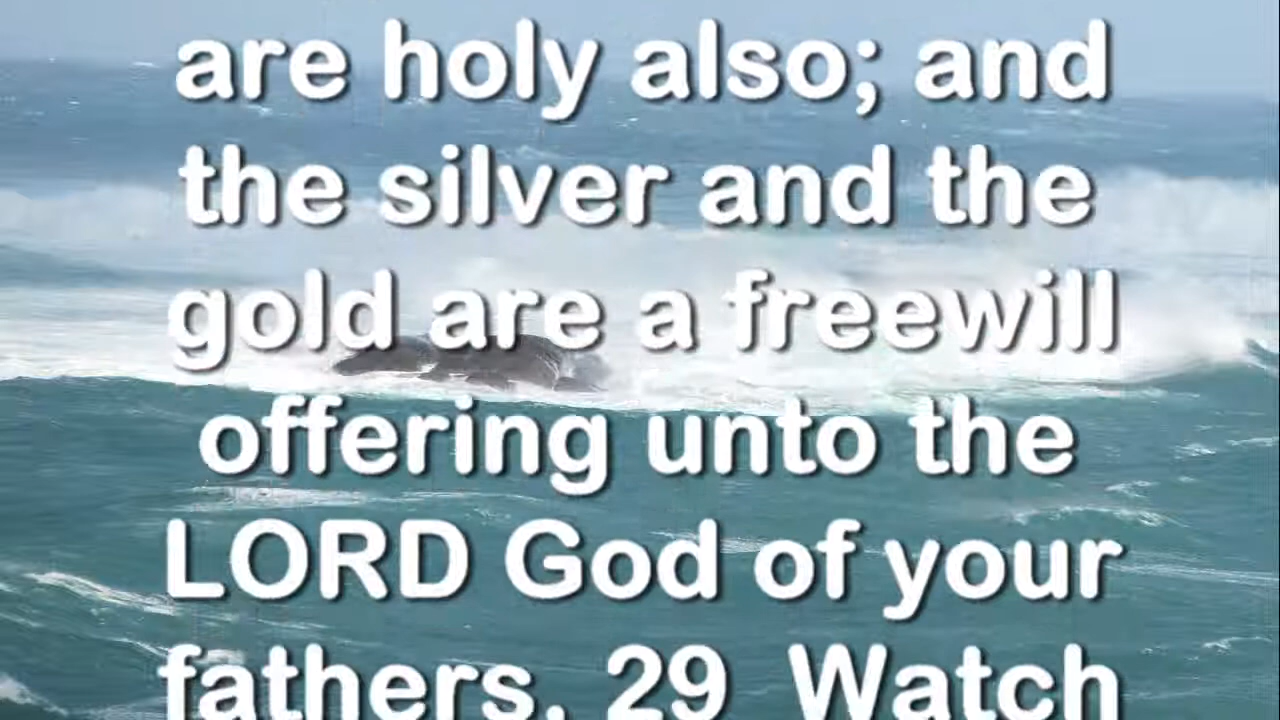 are holy also; and
the silver and the
gold are a freewill
offering unto the
LORD God of your
fathers. 29 Watch